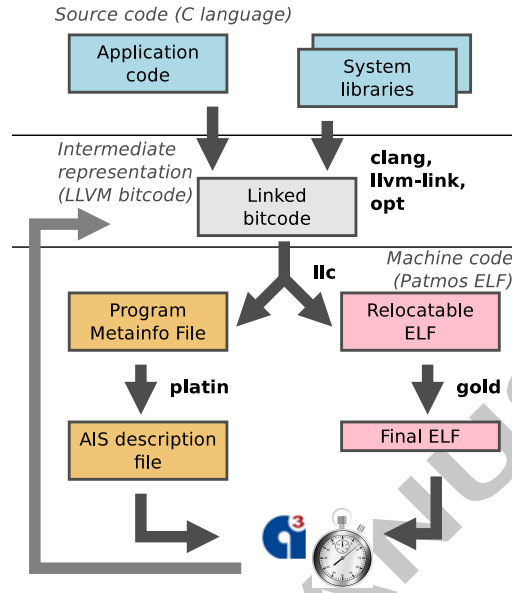 Source code (C language)
Application
code
System
libraries
Intermediate
representation
(LLVM bitcode)
clang,
llvm-link,
opt
Linked
bitcode
llc
Machine code
(Patmos ELF)
Program
Metainfo File
Relocatable
ELF
platin
gold
AIS description
file
Final ELF
a3